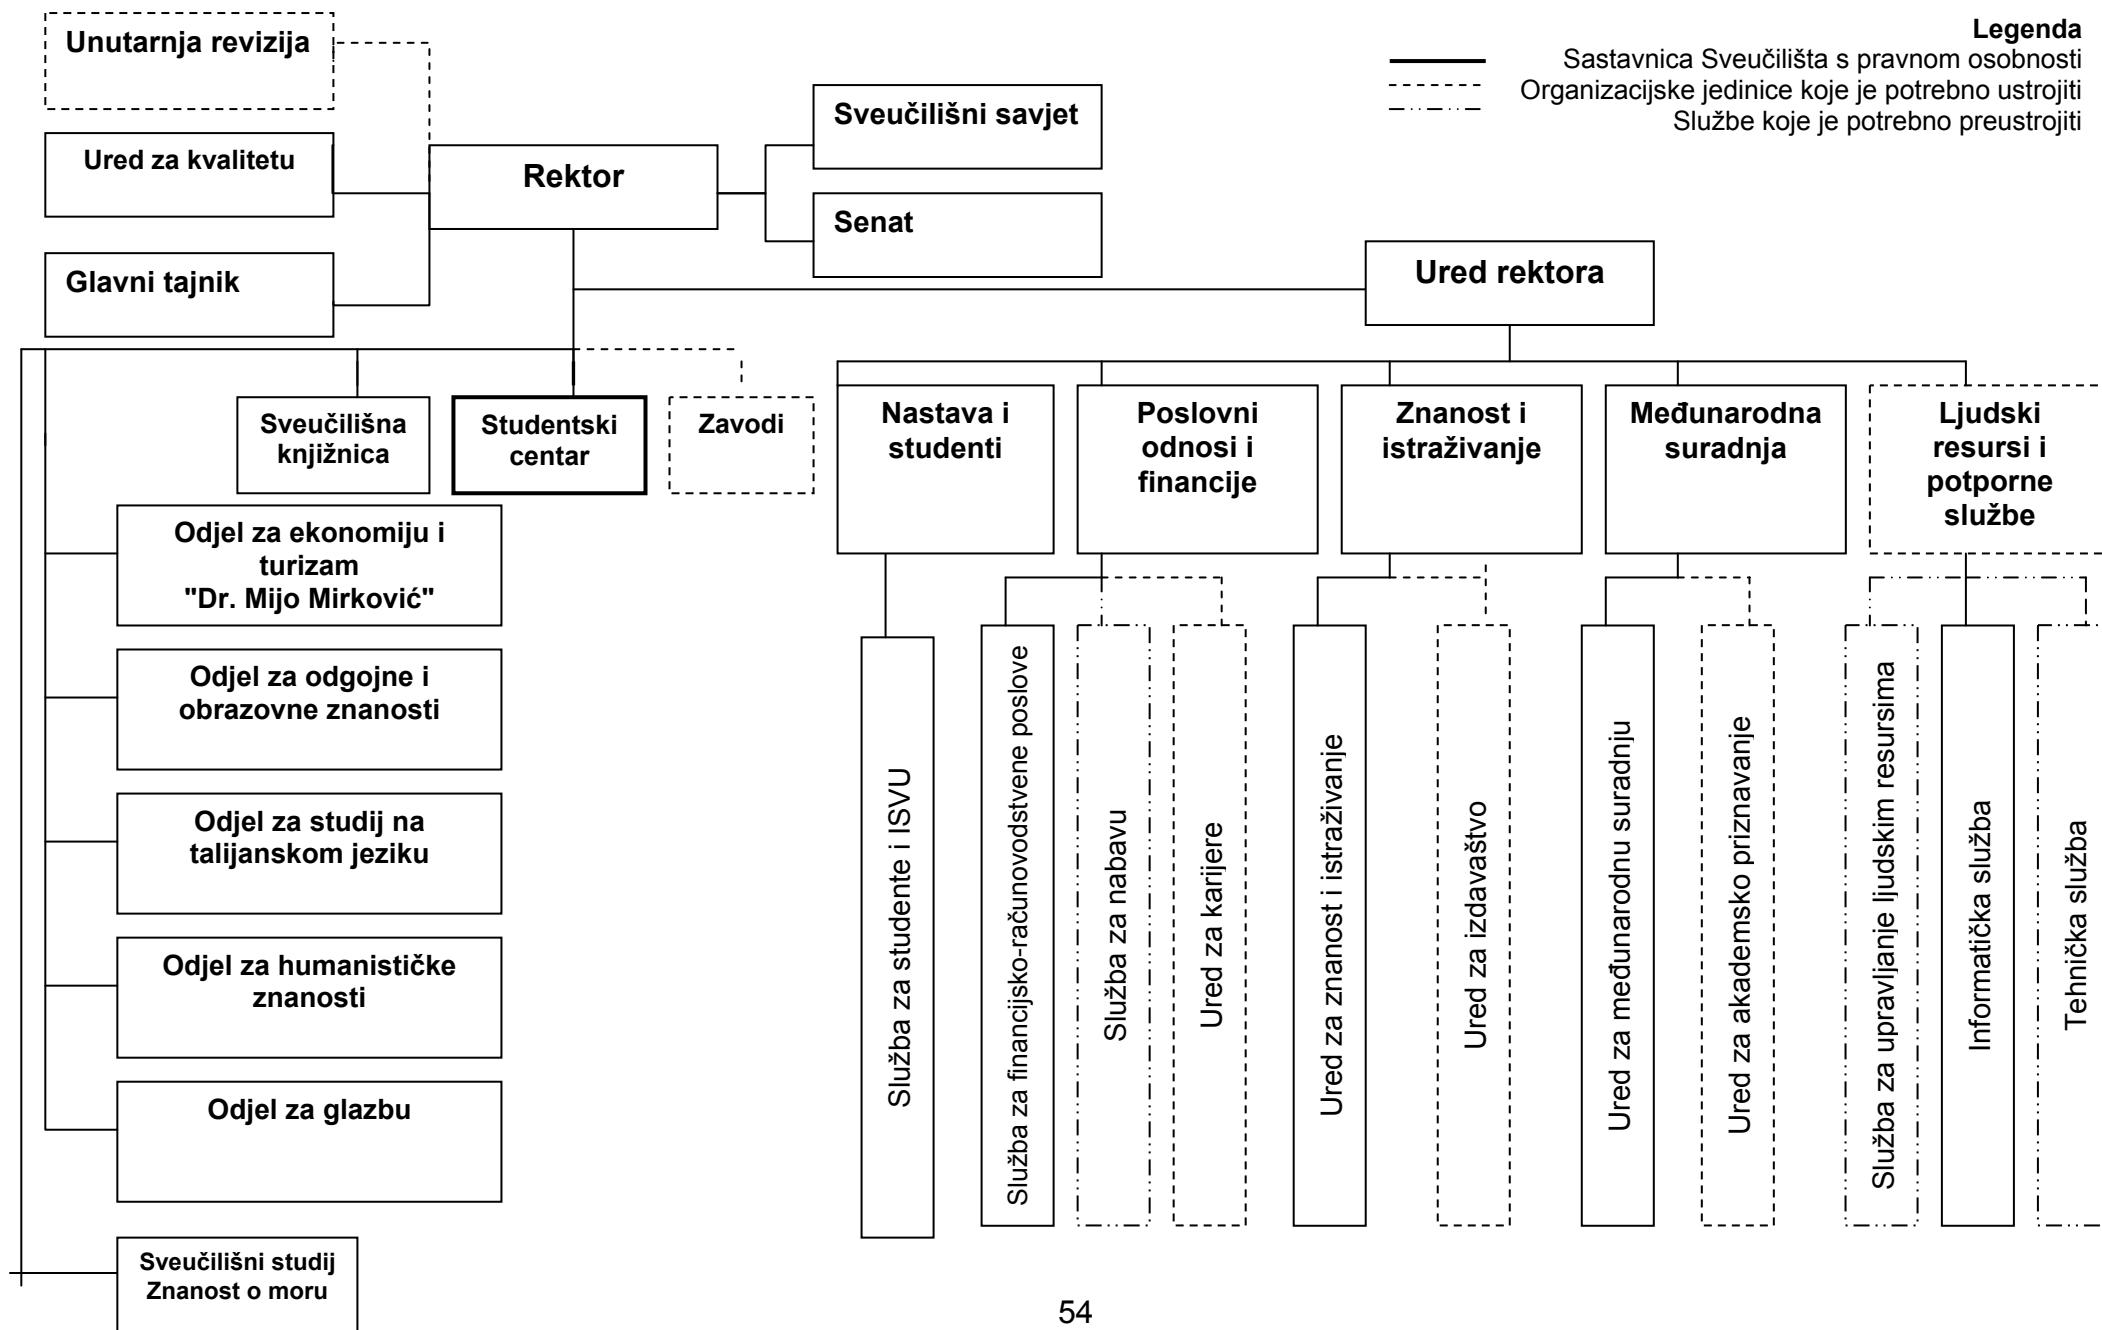 Unutarnja revizija
Legenda
Sastavnica Sveučilišta s pravnom osobnosti
Organizacijske jedinice koje je potrebno ustrojiti
Službe koje je potrebno preustrojiti
Sveučilišni savjet
Ured za kvalitetu
Rektor
Senat
Glavni tajnik
Ured rektora
Sveučilišna
knjižnica
Studentski
centar
Zavodi
Nastava i
studenti
Poslovni
odnosi i
financije
Znanost i
istraživanje
Međunarodna
suradnja
Ljudski
resursi i
potporne
službe
Odjel za ekonomiju i
turizam
"Dr. Mijo Mirković"
Odjel za odgojne i
obrazovne znanosti
Odjel za studij na
talijanskom jeziku
Odjel za humanističke
znanosti
Odjel za glazbu
Sveučilišni studij
Znanost o moru
Služba za studente i ISVU
Služba za financijsko-računovodstvene poslove
Služba za nabavu
Ured za karijere
Ured za znanost i istraživanje
Ured za izdavaštvo
Ured za međunarodnu suradnju
Ured za akademsko priznavanje
Služba za upravljanje ljudskim resursima
Informatička služba
Tehnička služba
54